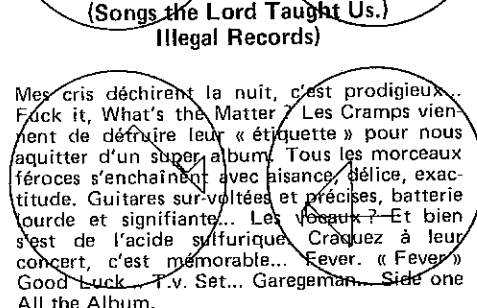 (Songs the Lord Taught Us.)
Illegal Records)
Mes cris déchirent la nuit, c'est prodigieux...
Fuck it, What's the Matter ? Les Cramps vien-
nent de détruire leur « étiquette » pour nous
aquitter d'un super album. Tous les morceaux
féroces s'enchaînent avec aisance, délice, exac-
titude. Guitares sur-voltées et précises, batterie
lourde et signifiante... Les vocaux ? Et bien
s'est de l'acide sulfurique. Craquez à leur
concert, c'est mémorable... Fever. « Fever »
Good Luck... T.v. Set... Garegeman... Side one
All the Album.